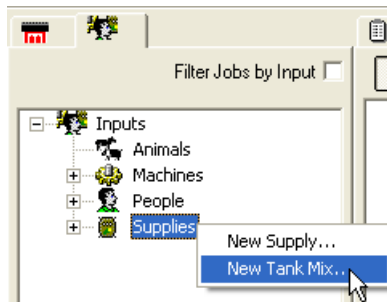 Filter Jobs by Input
Inputs
Animals
Machines
People
Supplies
New Supply...
New Tank Mix...